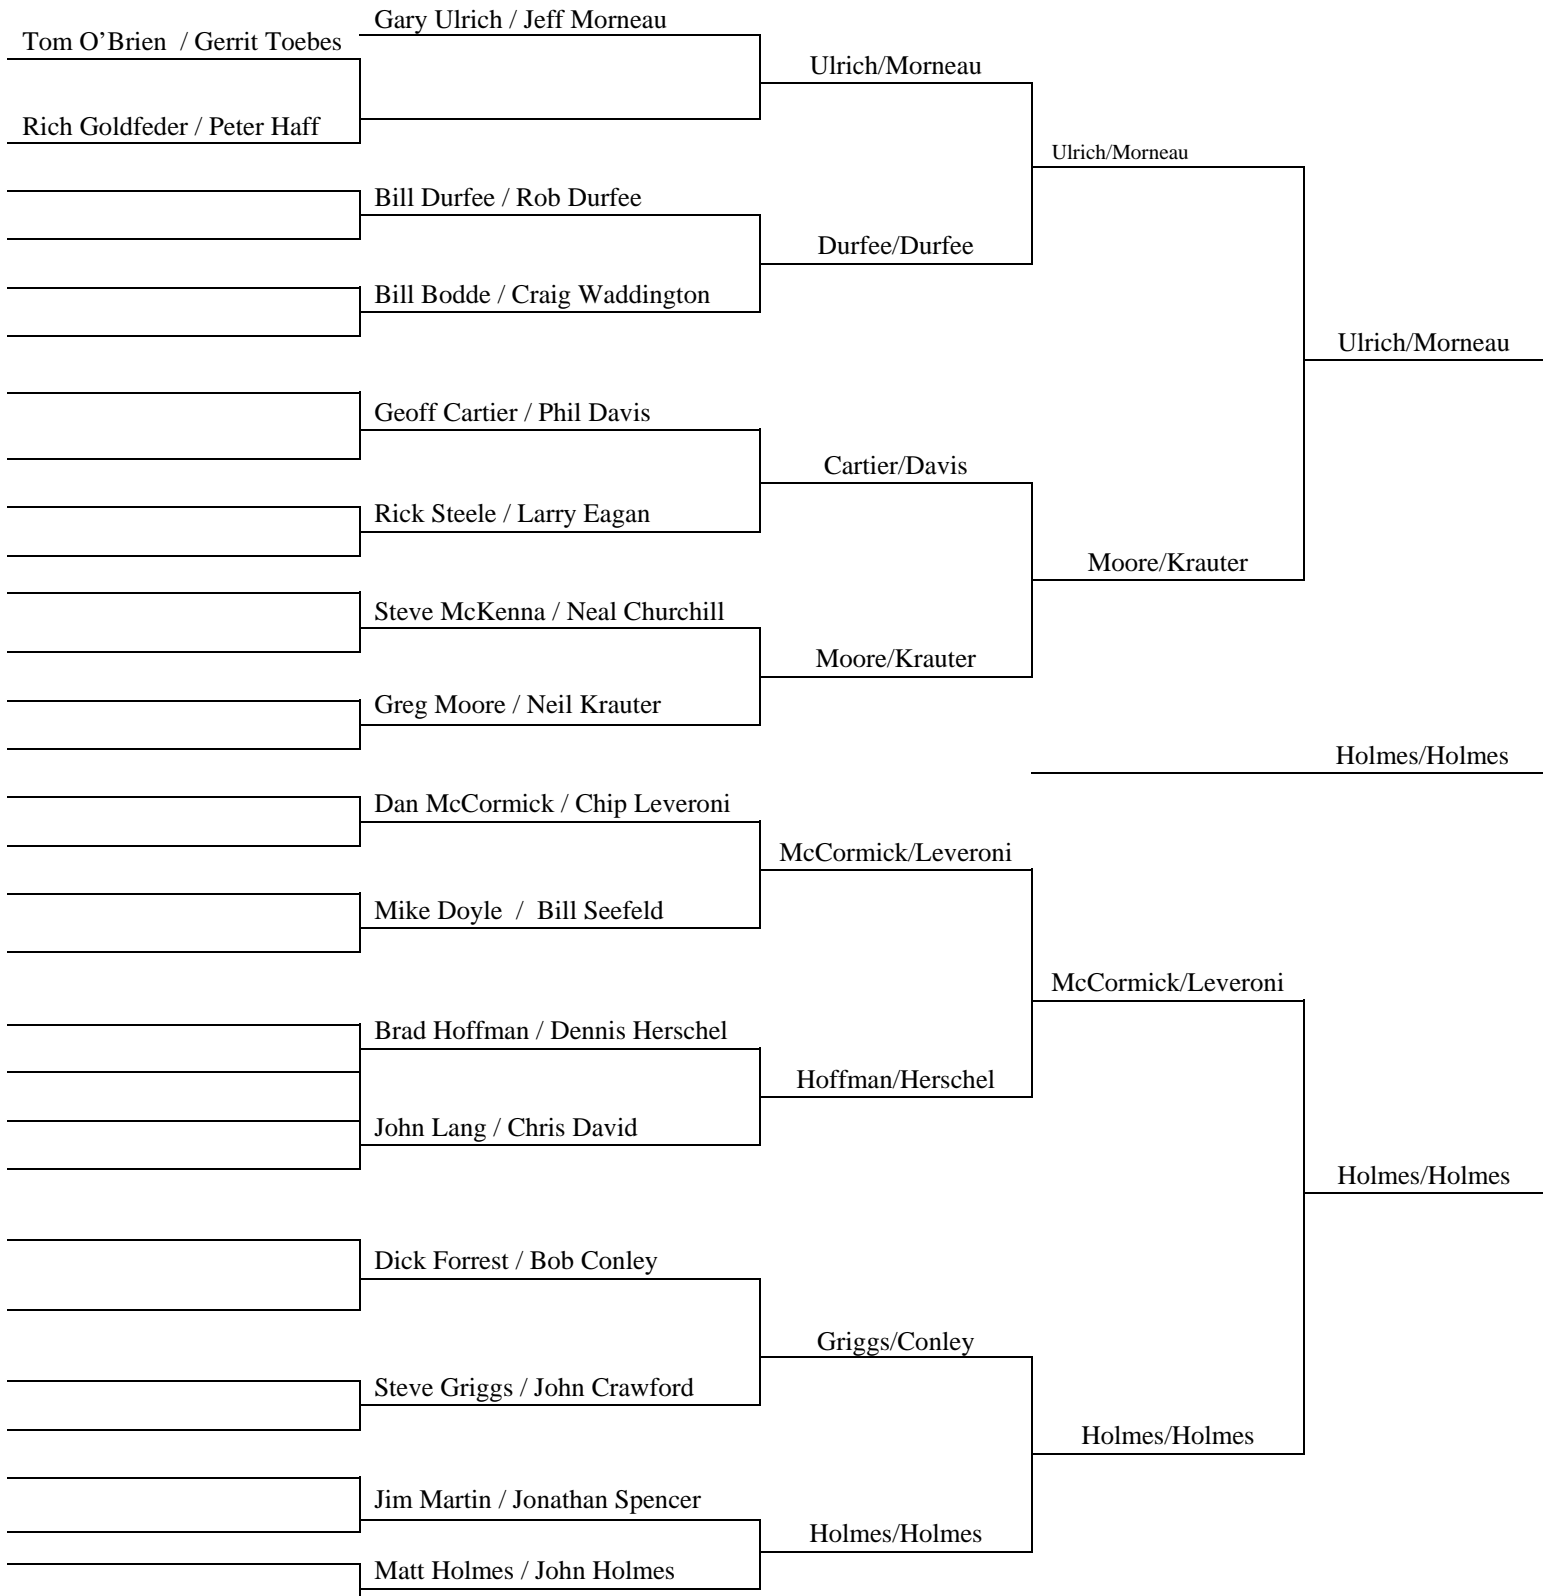 Gary Ulrich / Jeff Morneau
Tom O’Brien  / Gerrit Toebes
Ulrich/Morneau
Rich Goldfeder / Peter Haff
Ulrich/Morneau
Bill Durfee / Rob Durfee
Durfee/Durfee
Bill Bodde / Craig Waddington
Ulrich/Morneau
Geoff Cartier / Phil Davis
Cartier/Davis
Rick Steele / Larry Eagan
Moore/Krauter
Steve McKenna / Neal Churchill
Moore/Krauter
Greg Moore / Neil Krauter
Holmes/Holmes
Dan McCormick / Chip Leveroni
McCormick/Leveroni
Mike Doyle  /  Bill Seefeld
McCormick/Leveroni
Brad Hoffman / Dennis Herschel
Hoffman/Herschel
John Lang / Chris David
Holmes/Holmes
Dick Forrest / Bob Conley
Griggs/Conley
Steve Griggs / John Crawford
Holmes/Holmes
Jim Martin / Jonathan Spencer
Holmes/Holmes
Matt Holmes / John Holmes